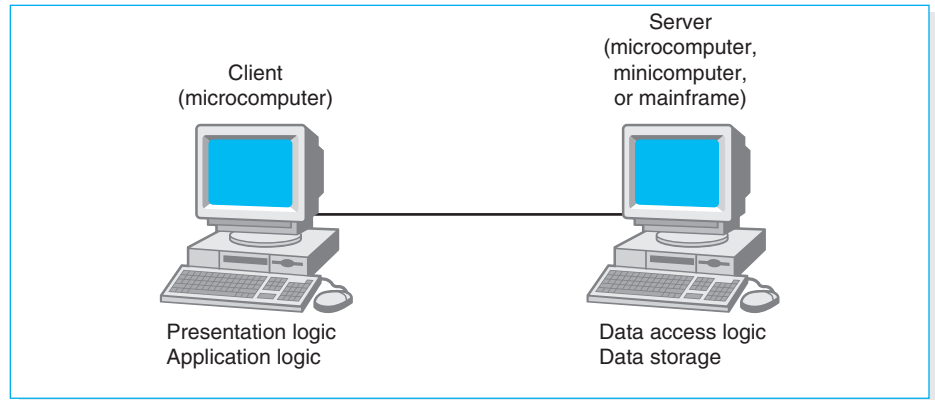 Client
(microcomputer)
Server
(microcomputer,
minicomputer,
or mainframe)
Presentation logic
Application logic
Data access logic
Data storage